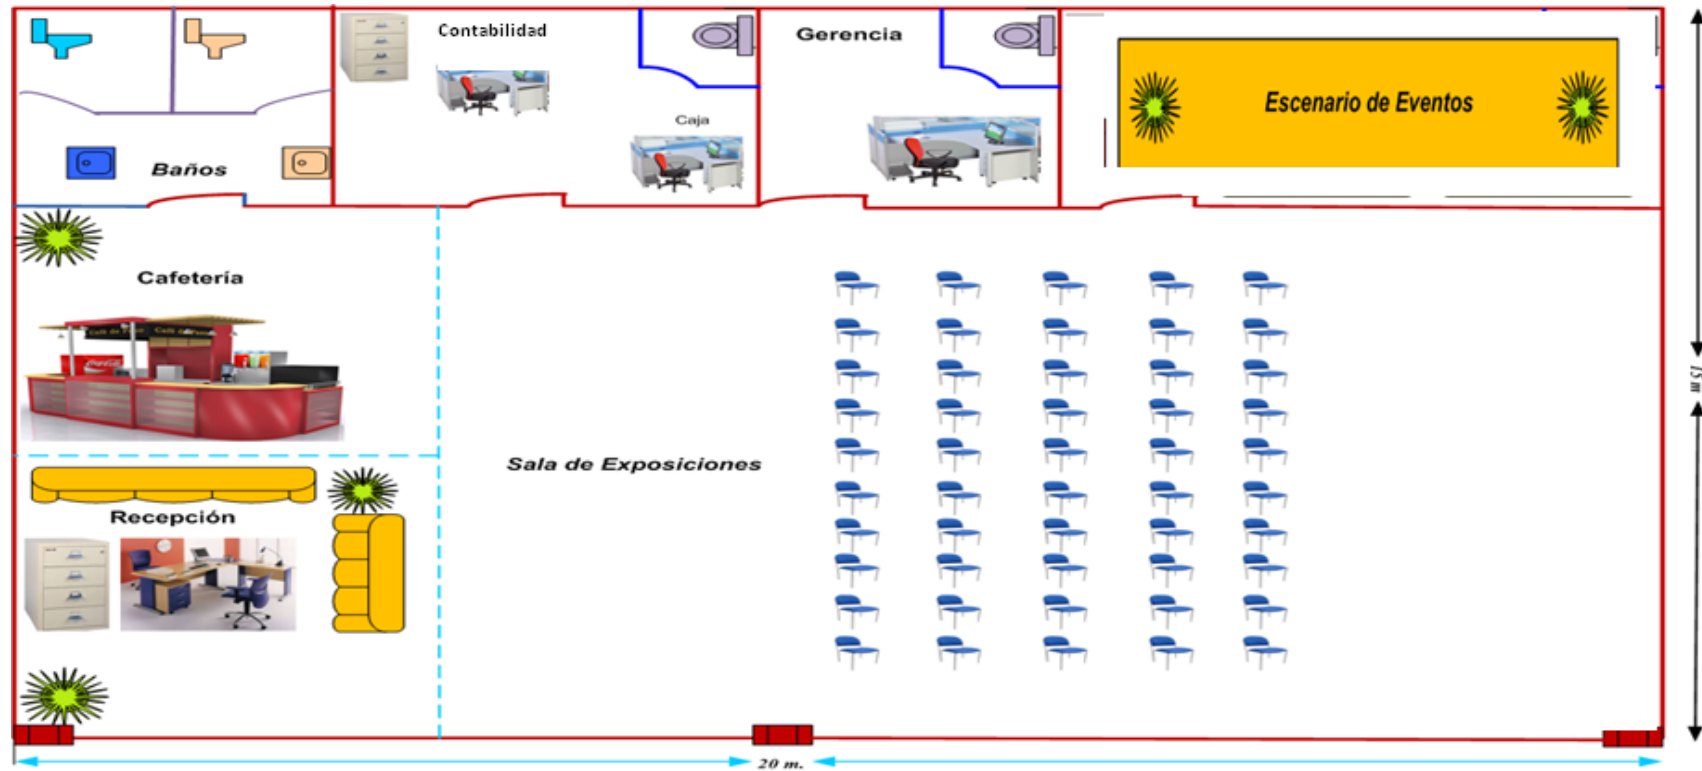 Contabilidad
Gerencia
Escenario de Eventos
Caja
Baños
Cafetería
Sala de Exposiciones
Recepción
15 m
20 m.